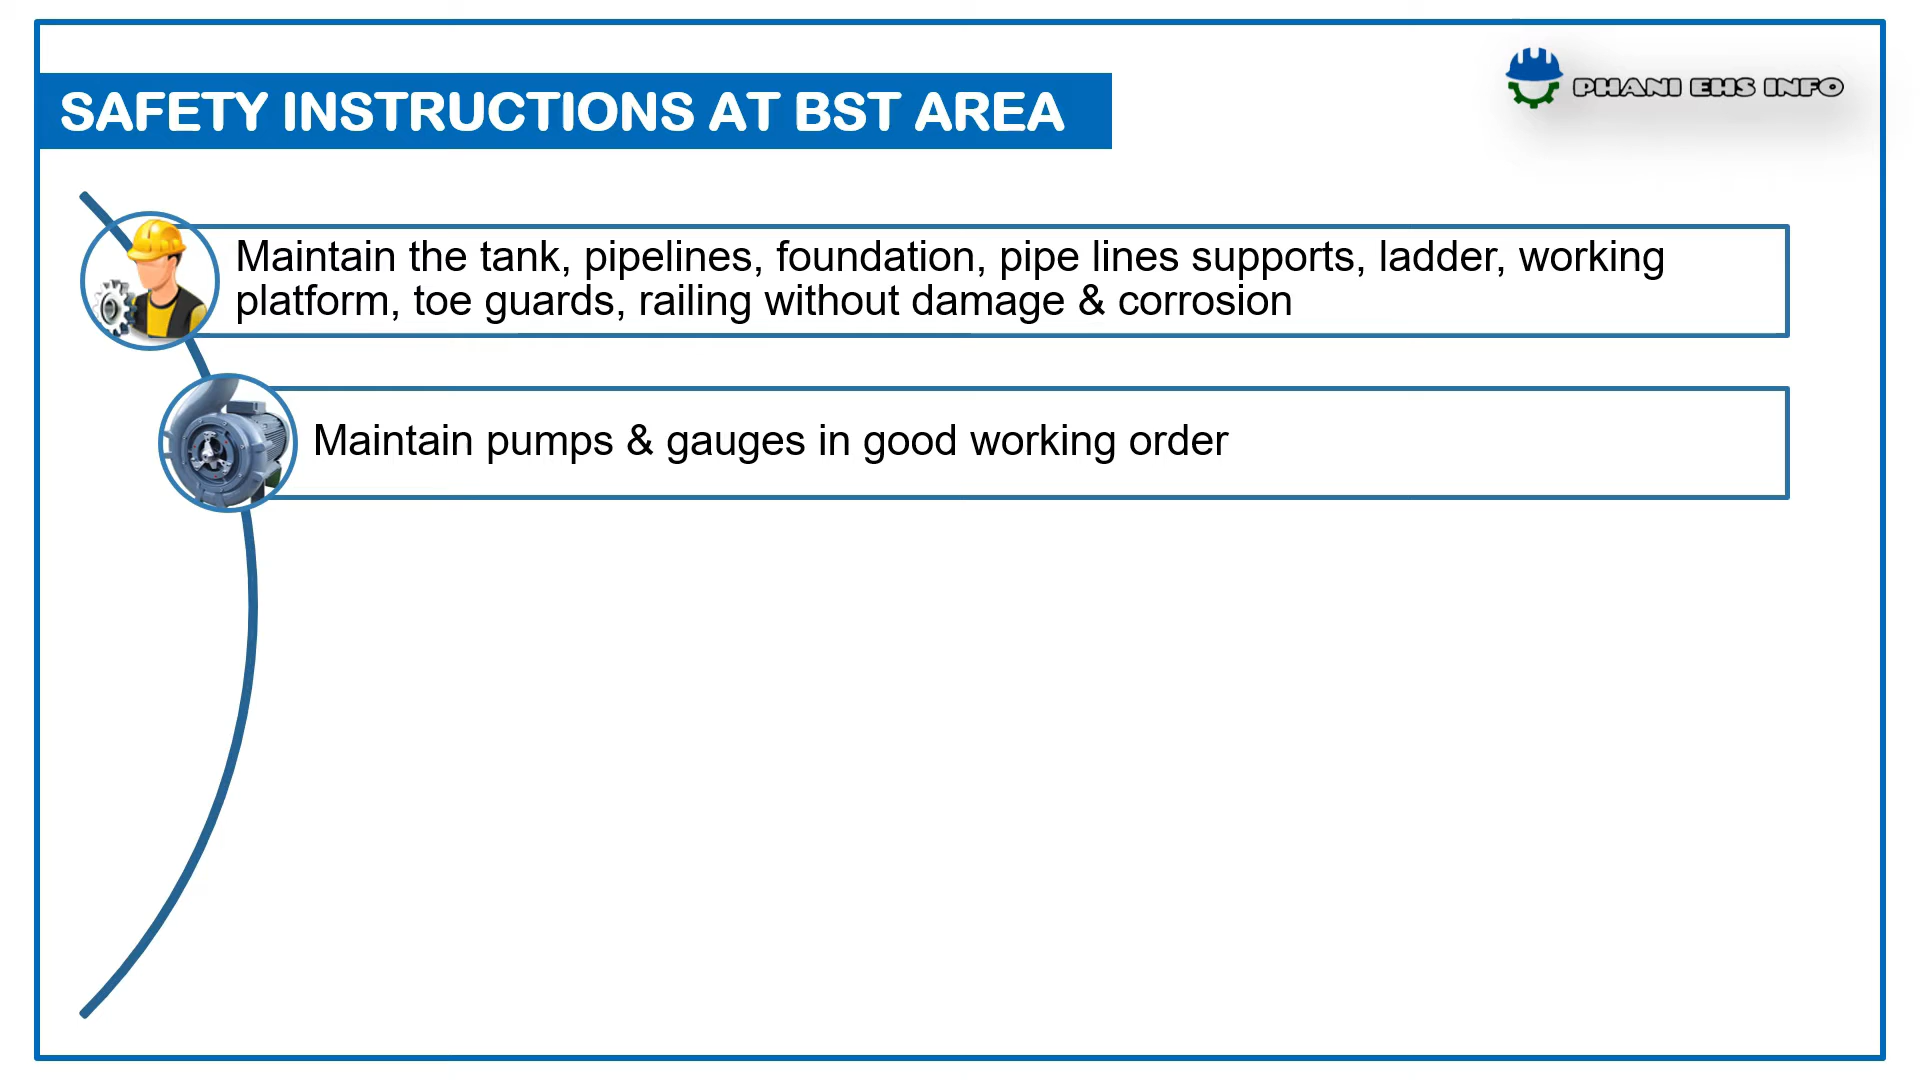 SAFETY INSTRUCTIONS AT BST AREA
PHANI EHS INFO
Maintain the tank, pipelines, foundation, pipe lines supports, ladder, working
platform, toe guards, railing without damage & corrosion
Maintain pumps & gauges in good working order